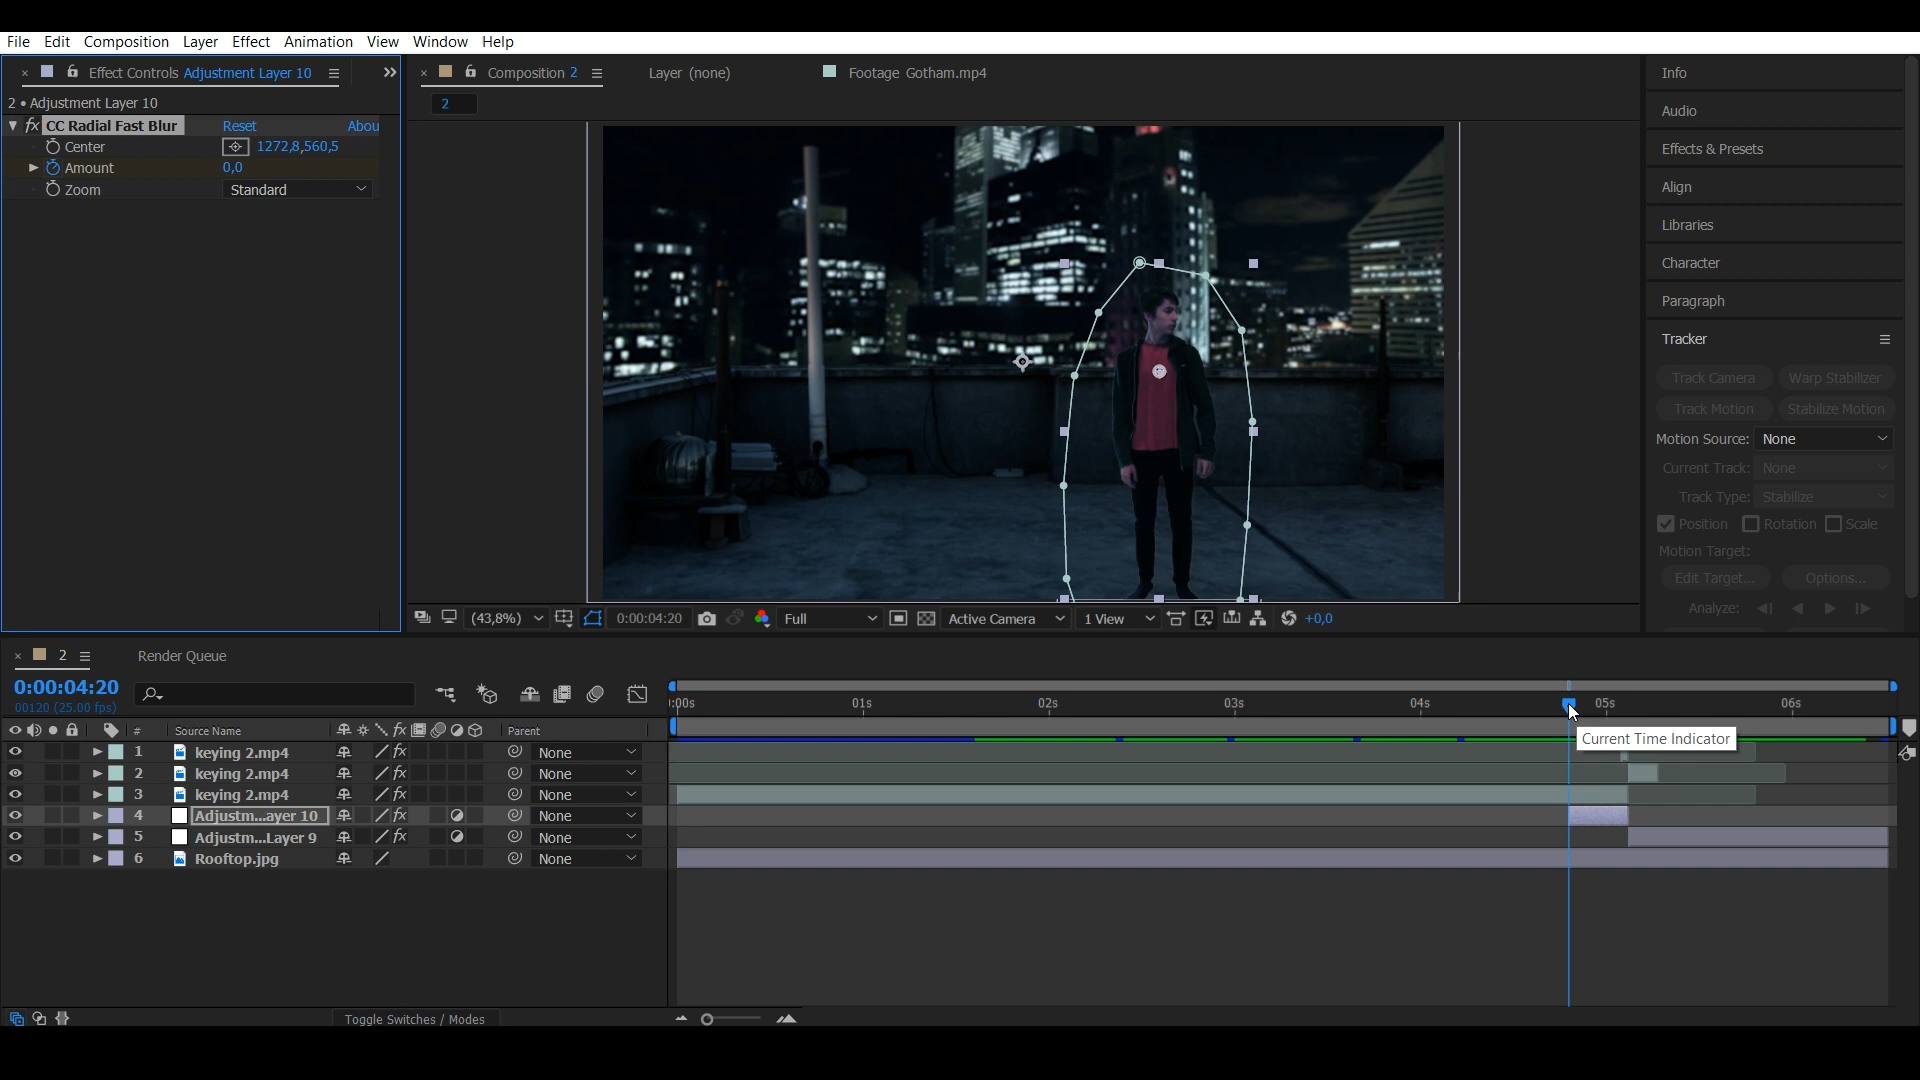 File Edit Composition Layer Effect Animation View Window Help
× Effect Controls Adjustment Layer 10
2 • Adjustment Layer 10
fx CC Radial Fast Blur Reset Abou
Center 1272,8,560,5
Amount 0,0
Zoom Standard
× Composition 2 Layer (none) Footage Gotham.mp4
2
(43,8%) 0:00:04:20 Full Active Camera 1 View +0,0
Info
Audio
Effects & Presets
Align
Libraries
Character
Paragraph
Tracker
Track Camera Warp Stabilizer
Track Motion Stabilize Motion
Motion Source: None
Current Track: None
Track Type: Stabilize
Position Rotation Scale
Motion Target:
Edit Target... Options...
Analyze:
× 2 Render Queue
0:00:04:20
00120 (25.00 fps)
# Source Name fx Parent
1 keying 2.mp4 fx None
2 keying 2.mp4 fx None
3 keying 2.mp4 fx None
4 Adjustm...ayer 10 fx None
5 Adjustm...Layer 9 fx None
6 Rooftop.jpg None
:00s 01s 02s 03s 04s 05s 06s
Current Time Indicator
Toggle Switches / Modes